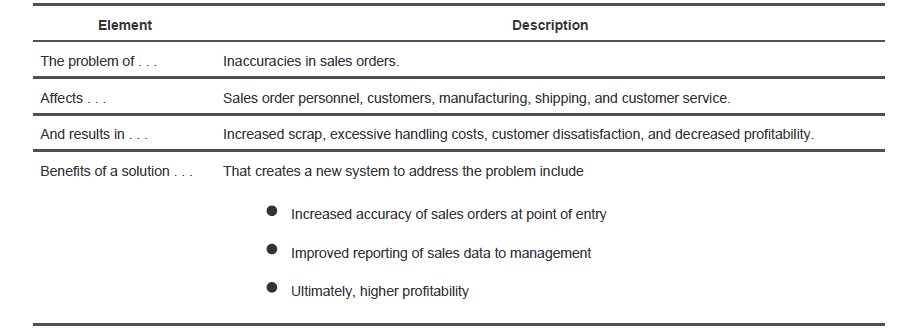 Element Description
The problem of . . . Inaccuracies in sales orders.
Affects . . . Sales order personnel, customers, manufacturing, shipping, and customer service.
And results in . . . Increased scrap, excessive handling costs, customer dissatisfaction, and decreased profitability.
Benefits of a solution . . . That creates a new system to address the problem include
● Increased accuracy of sales orders at point of entry
● Improved reporting of sales data to management
● Ultimately, higher profitability